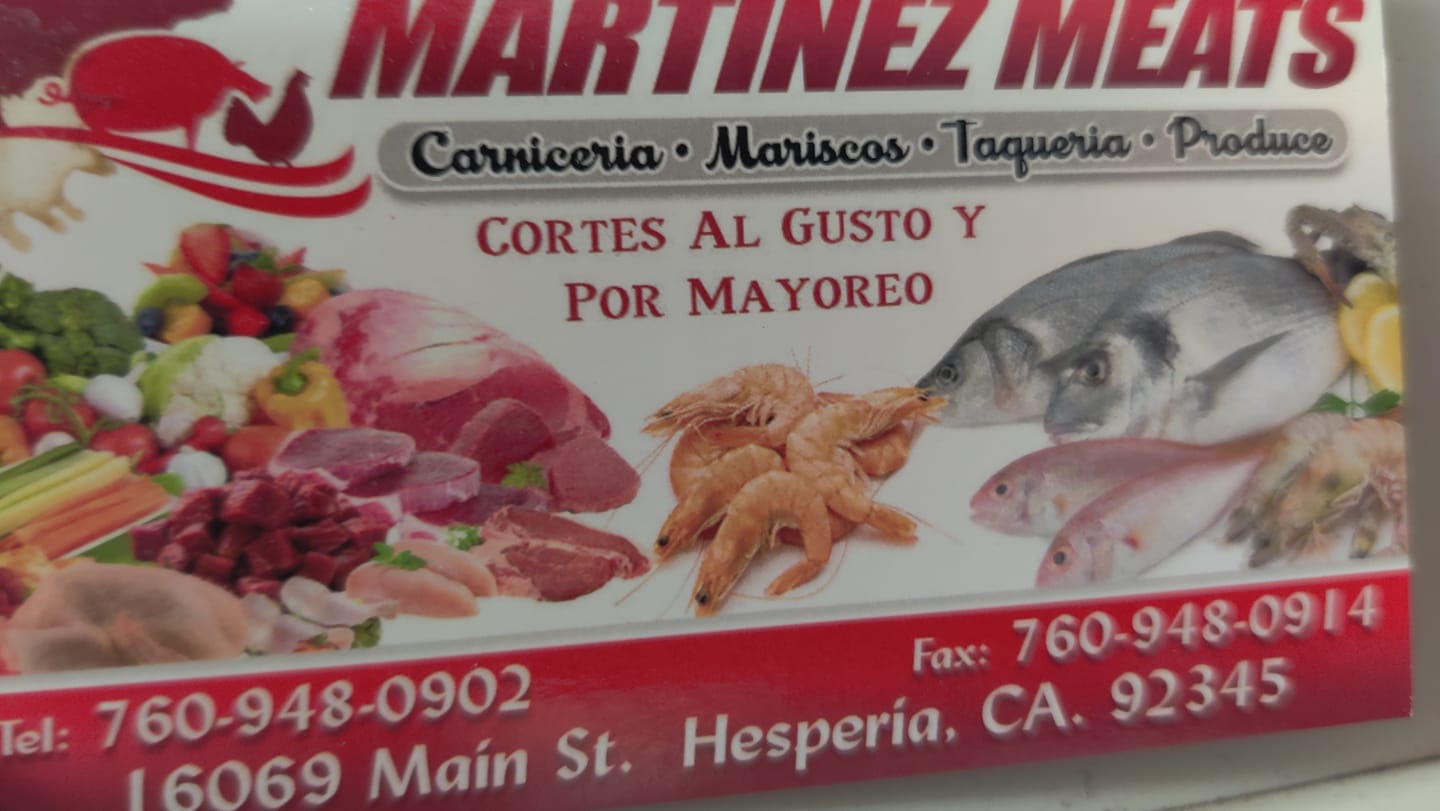 MARTINEZ MEATS
Carniceria • Mariscos • Taqueria • Produce
CORTES AL GUSTO Y
POR MAYOREO
Tel: 760-948-0902
Fax: 760-948-0914
16069 Main St. Hesperia, CA. 92345